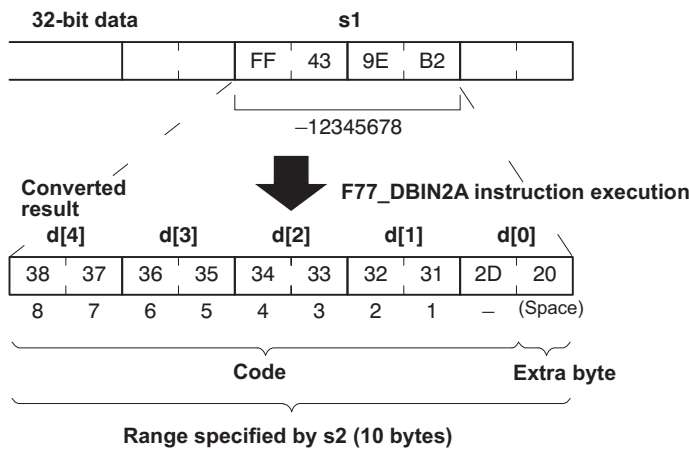 32-bit data s1
FF 43 9E B2
–12345678
Converted
result
F77_DBIN2A instruction execution
d[4] d[3] d[2] d[1] d[0]
38 37 36 35 34 33 32 31 2D 20
8 7 6 5 4 3 2 1 – (Space)
Code Extra byte
Range specified by s2 (10 bytes)